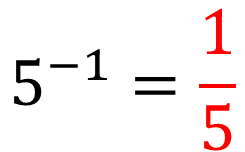 5⁻¹ = 1/5